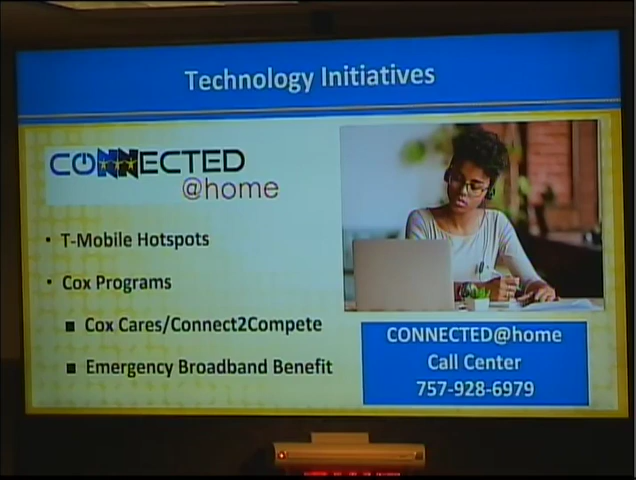 Technology Initiatives
CONNECTED
@home
• T-Mobile Hotspots
• Cox Programs
■ Cox Cares/Connect2Compete
■ Emergency Broadband Benefit
CONNECTED@home
Call Center
757-928-6979